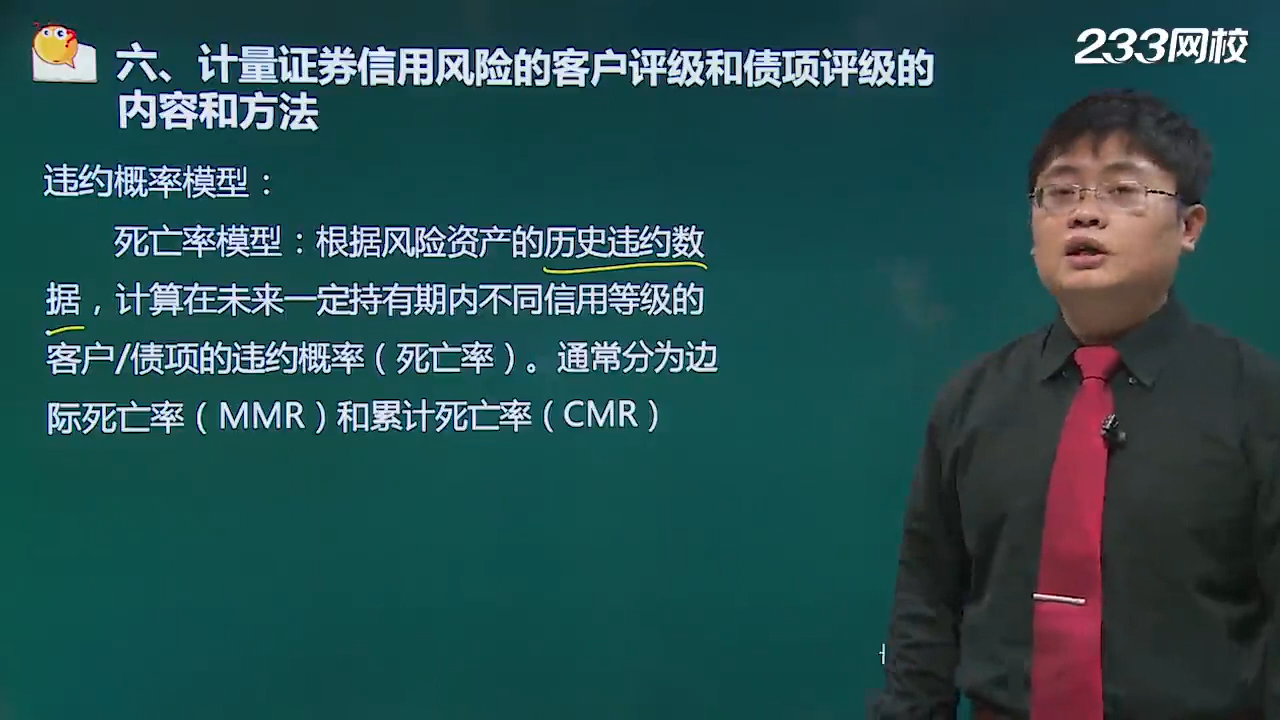 233网校
六、计量证券信用风险的客户评级和债项评级的
内容和方法
违约概率模型：
死亡率模型：根据风险资产的历史违约数
据，计算在未来一定持有期内不同信用等级的
客户/债项的违约概率（死亡率）。通常分为边
际死亡率（MMR）和累计死亡率（CMR）